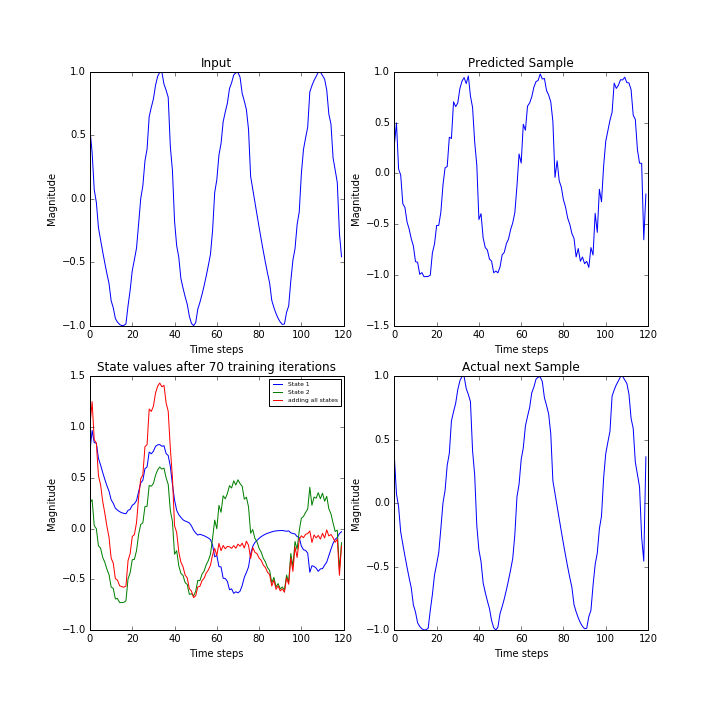 Input
Magnitude
1.0
0.5
0.0
−0.5
−1.0
0 20 40 60 80 100 120
Time steps
Predicted Sample
Magnitude
1.0
0.5
0.0
−0.5
−1.0
−1.5
0 20 40 60 80 100 120
Time steps
State values after 70 training iterations
Magnitude
1.5
1.0
0.5
0.0
−0.5
−1.0
State 1
State 2
adding all states
0 20 40 60 80 100 120
Time steps
Actual next Sample
Magnitude
1.0
0.5
0.0
−0.5
−1.0
0 20 40 60 80 100 120
Time steps